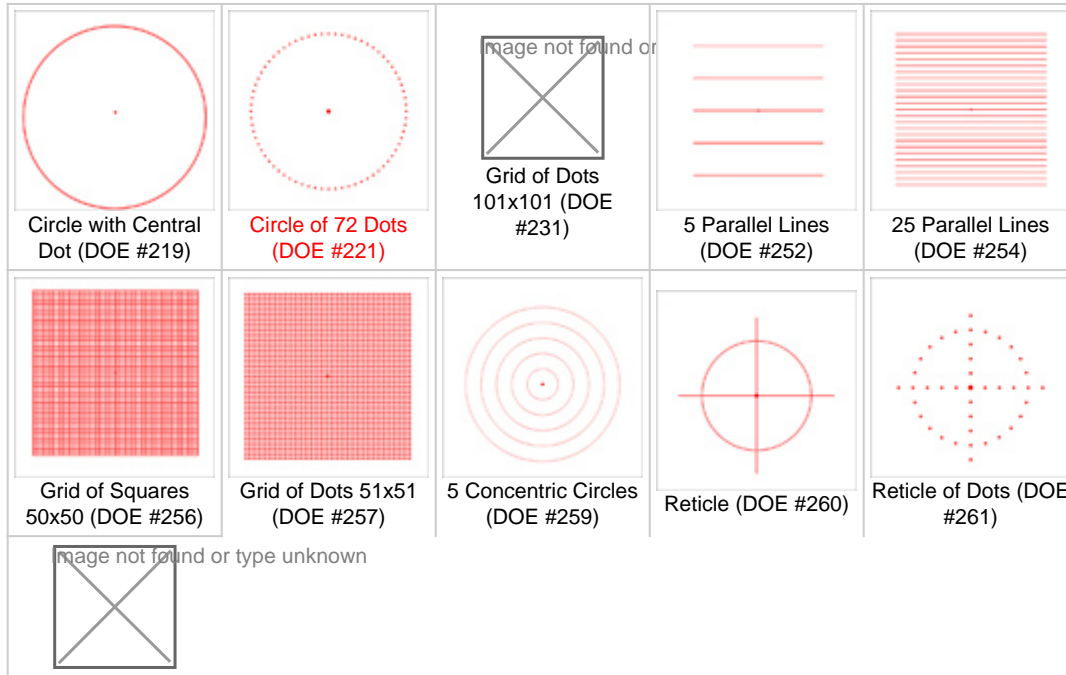 Circle with Central
Dot (DOE #219)
Circle of 72 Dots
(DOE #221)
Image not found or
Grid of Dots
101x101 (DOE
#231)
5 Parallel Lines
(DOE #252)
25 Parallel Lines
(DOE #254)
Grid of Squares
50x50 (DOE #256)
Grid of Dots 51x51
(DOE #257)
5 Concentric Circles
(DOE #259)
Reticle (DOE #260)
Reticle of Dots (DOE
#261)
Image not found or type unknown